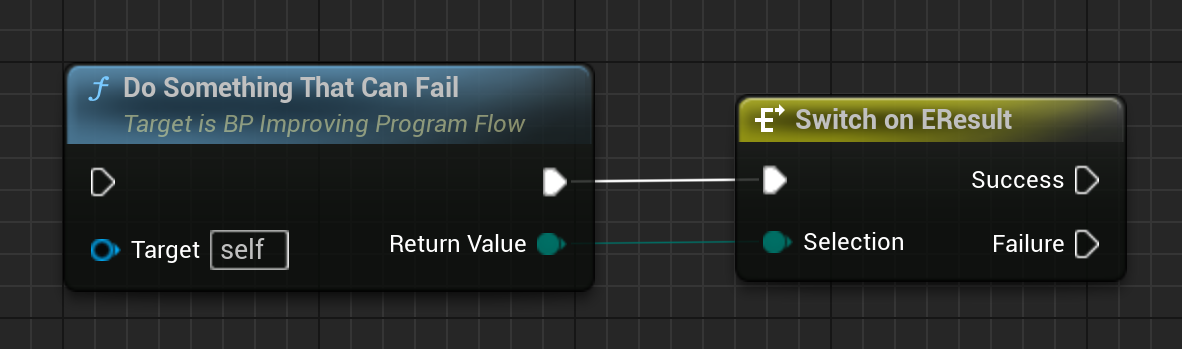 Do Something That Can Fail
Target is BP Improving Program Flow
Target self
Return Value
Switch on EResult
Success
Selection
Failure